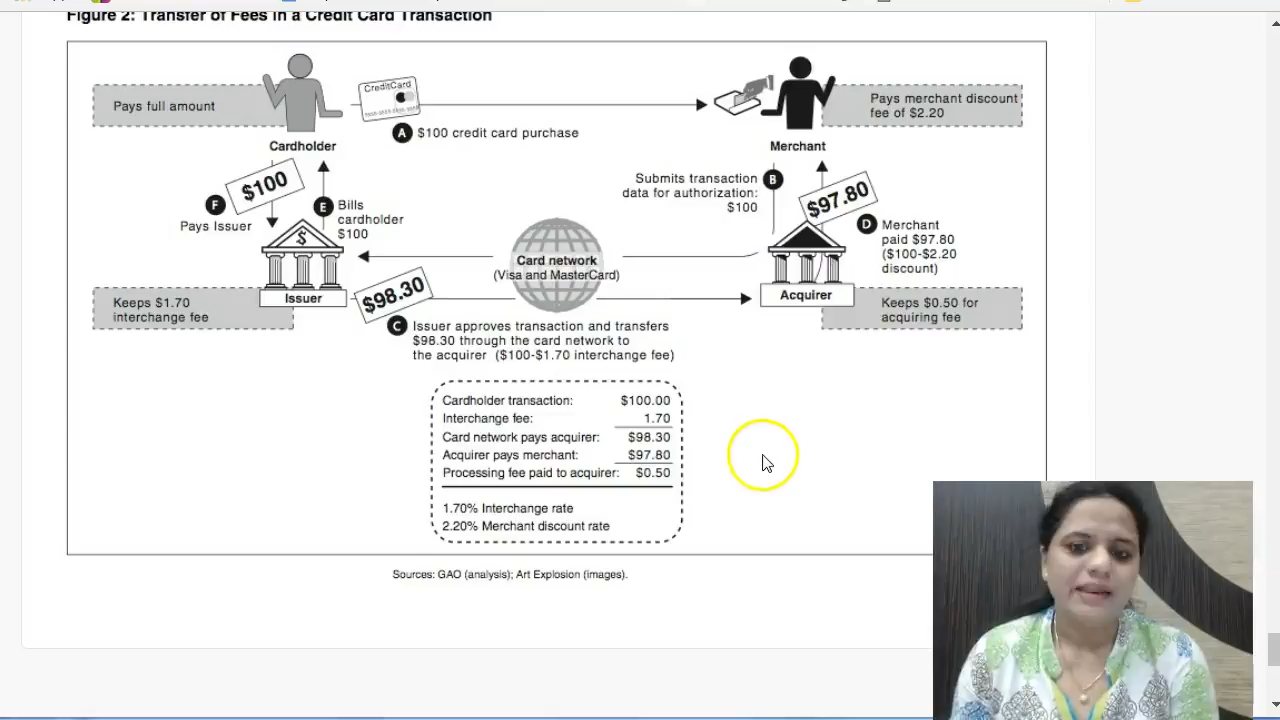 Figure 2: Transfer of Fees in a Credit Card Transaction
Pays full amount
CreditCard
Pays merchant discount
fee of $2.20
A $100 credit card purchase
Cardholder
Merchant
$100
F
Pays Issuer
E Bills
cardholder
$100
Submits transaction B
data for authorization:
$100
$97.80
D Merchant
paid $97.80
($100-$2.20
discount)
$
Card network
(Visa and MasterCard)
Keeps $1.70
interchange fee
Issuer
$98.30
Acquirer
Keeps $0.50 for
acquiring fee
C Issuer approves transaction and transfers
$98.30 through the card network to
the acquirer ($100-$1.70 interchange fee)
Cardholder transaction: $100.00
Interchange fee: 1.70
Card network pays acquirer: $98.30
Acquirer pays merchant: $97.80
Processing fee paid to acquirer: $0.50
1.70% Interchange rate
2.20% Merchant discount rate
Sources: GAO (analysis); Art Explosion (images).